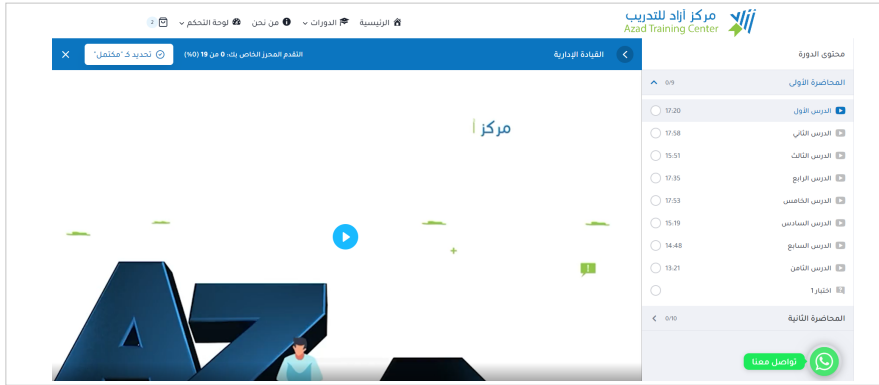 مركز آزاد للتدريب
Azad Training Center
الرئيسية
الدورات
من نحن
لوحة التحكم
2
محتوى الدورة
المحاضرة الأولى 0/9
الدرس الأول 17:20
الدرس الثاني 17:58
الدرس الثالث 15:51
الدرس الرابع 17:35
الدرس الخامس 17:53
الدرس السادس 15:19
الدرس السابع 14:48
الدرس الثامن 13:21
اختبار 1
المحاضرة الثانية 0/10
تواصل معنا
القيادة الإدارية
التقدم المحرز الخاص بك: 0 من 19 (0%)
تحديد كـ "مكتمل"
مركز أ
AZ